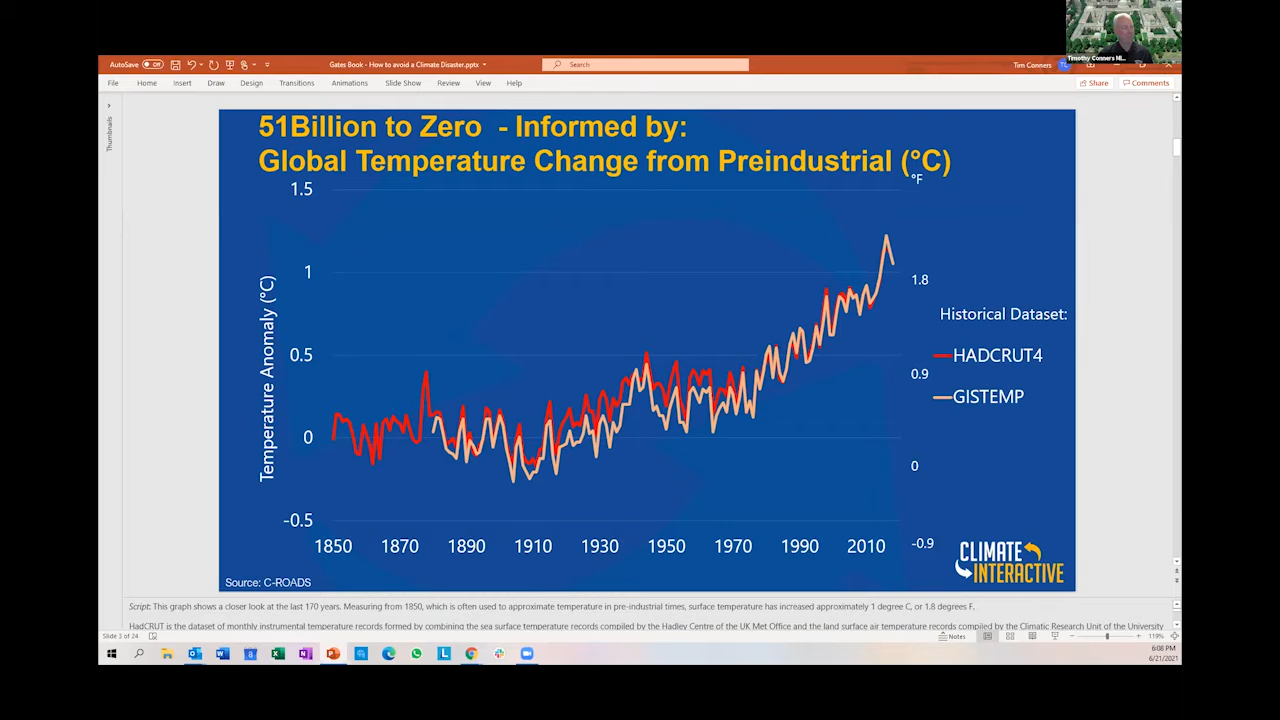 Timothy Conners MI...
AutoSave Off
Gates Book - How to avoid a Climate Disaster.pptx
Search
Tim Conners
TC
File Home Insert Draw Design Transitions Animations Slide Show Review View Help
Share Comments
Thumbnails
51Billion to Zero - Informed by:
Global Temperature Change from Preindustrial (°C)
°F
1.5
1
0.5
0
-0.5
Temperature Anomaly (°C)
1.8
0.9
0
-0.9
Historical Dataset:
HADCRUT4
GISTEMP
1850 1870 1890 1910 1930 1950 1970 1990 2010
CLIMATE
INTERACTIVE
Source: C-ROADS
Script: This graph shows a closer look at the last 170 years. Measuring from 1850, which is often used to approximate temperature in pre-industrial times, surface temperature has increased approximately 1 degree C, or 1.8 degrees F.
HadCRUT is the dataset of monthly instrumental temperature records formed by combining the sea surface temperature records compiled by the Hadley Centre of the UK Met Office and the land surface air temperature records compiled by the Climatic Research Unit of the University
Slide 3 of 24
Notes
119%
6:08 PM
6/21/2021